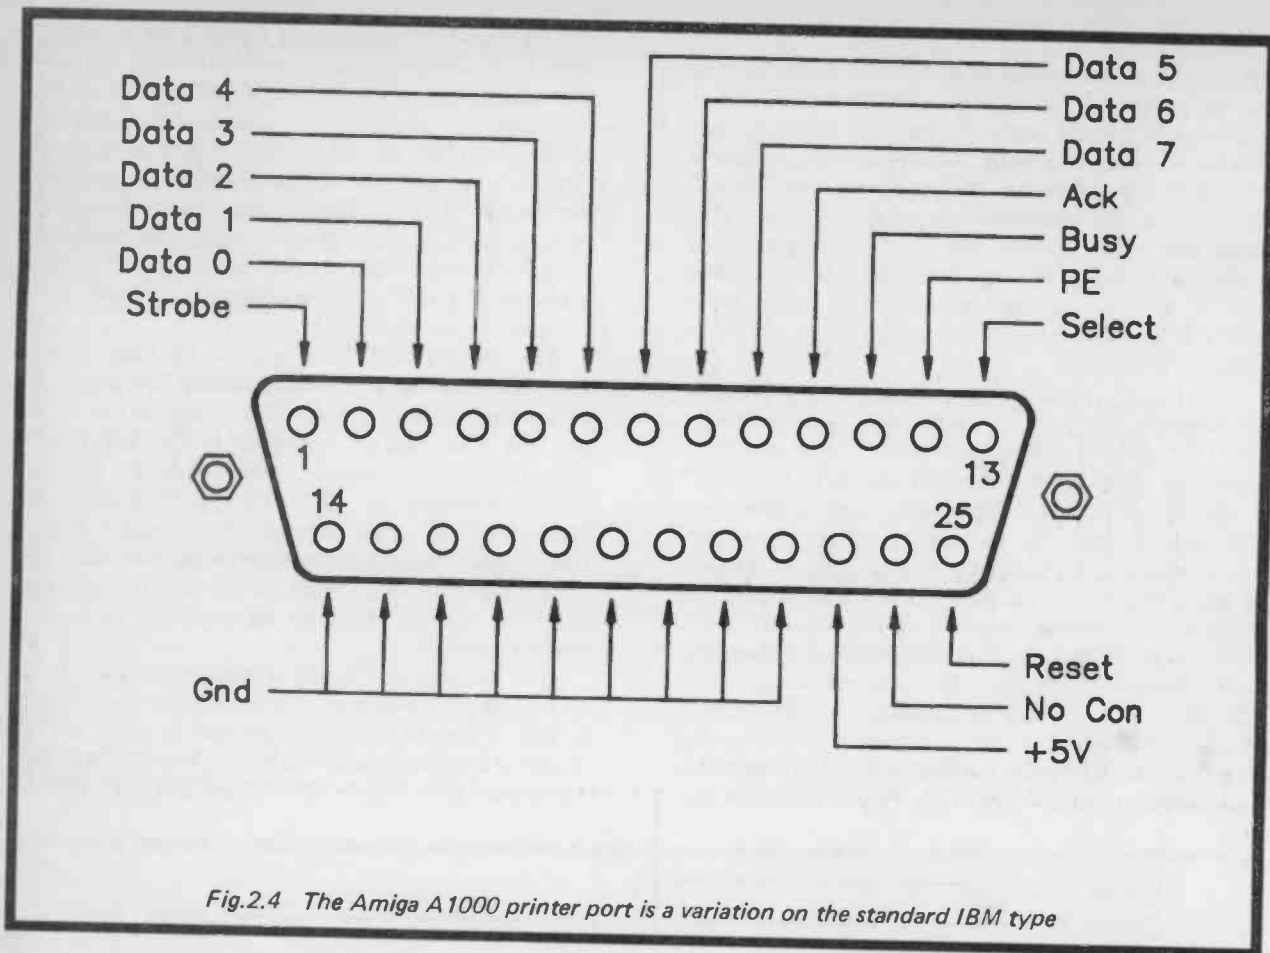 Data 4
Data 3
Data 2
Data 1
Data 0
Strobe
Data 5
Data 6
Data 7
Ack
Busy
PE
Select
1
13
14
25
Gnd
Reset
No Con
+5V
Fig.2.4 The Amiga A1000 printer port is a variation on the standard IBM type